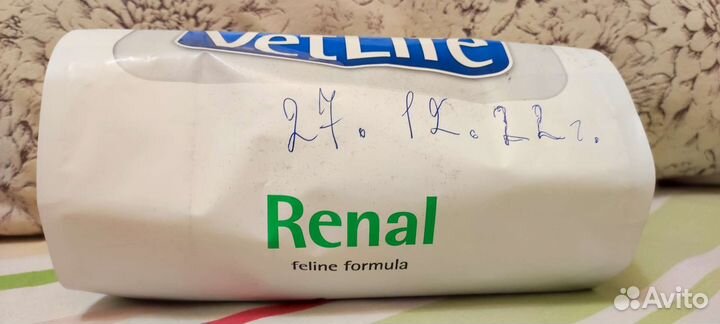 VetLife
27.12.22г.
Renal
feline formula
Avito